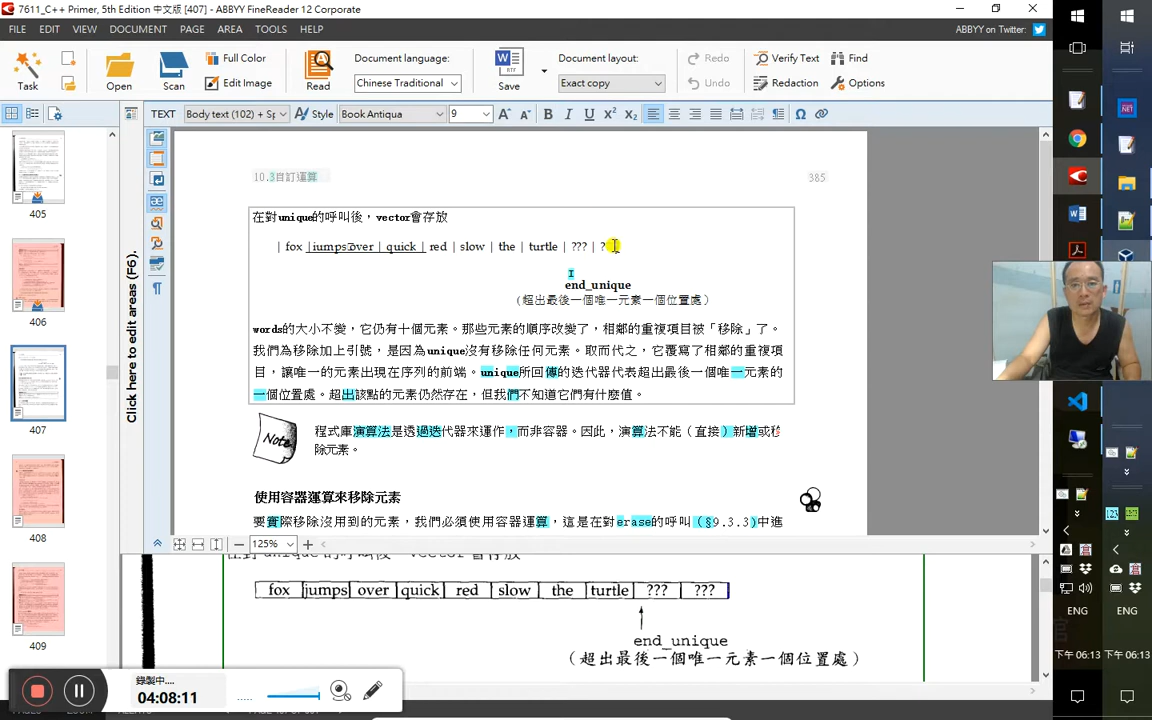 7611_C++ Primer, 5th Edition 中文版 [407] - ABBYY FineReader 12 Corporate
FILE EDIT VIEW DOCUMENT PAGE AREA TOOLS HELP
ABBYY on Twitter:
Task Open Scan
Full Color
Edit Image
Read
Document language:
Chinese Traditional
Save
Document layout:
Exact copy
Redo
Undo
Verify Text
Redaction
Find
Options
TEXT Body text (102) + Sp Style Book Antiqua 9 B I U X² X₂
405
406
407
408
409
Click here to edit areas (F6).
10.3自訂運算 385
在對unique的呼叫後，vector會存放
| fox |iumps over | quick | red | slow | the | turtle | ??? | ?
end_unique
(超出最後一個唯一元素一個位置處)
words的大小不變，它仍有十個元素。那些元素的順序改變了，相鄰的重複項目被「移除」了。
我們為移除加上引號，是因為unique沒有移除任何元素。取而代之，它覆寫了相鄰的重複項
目，讓唯一的元素出現在序列的前端。unique所回傳的迭代器代表超出最後一個唯一元素的
一個位置處。超出該點的元素仍然存在，但我們不知道它們有什麼值。
Note
程式庫演算法是透過迭代器來運作，而非容器。因此，演算法不能（直接）新增或移
除元素。
使用容器運算來移除元素
要實際移除沒用到的元素，我們必須使用容器運算，這是在對erase的呼叫 (§9.3.3)中進
125%
在對 unique 的呼叫後，vector 會存放
fox jumps over quick red slow the turtle ??? ???
end_unique
(超出最後一個唯一元素一個位置處)
錄製中....
04:08:11
ENG ENG
下午 06:13 下午 06:13